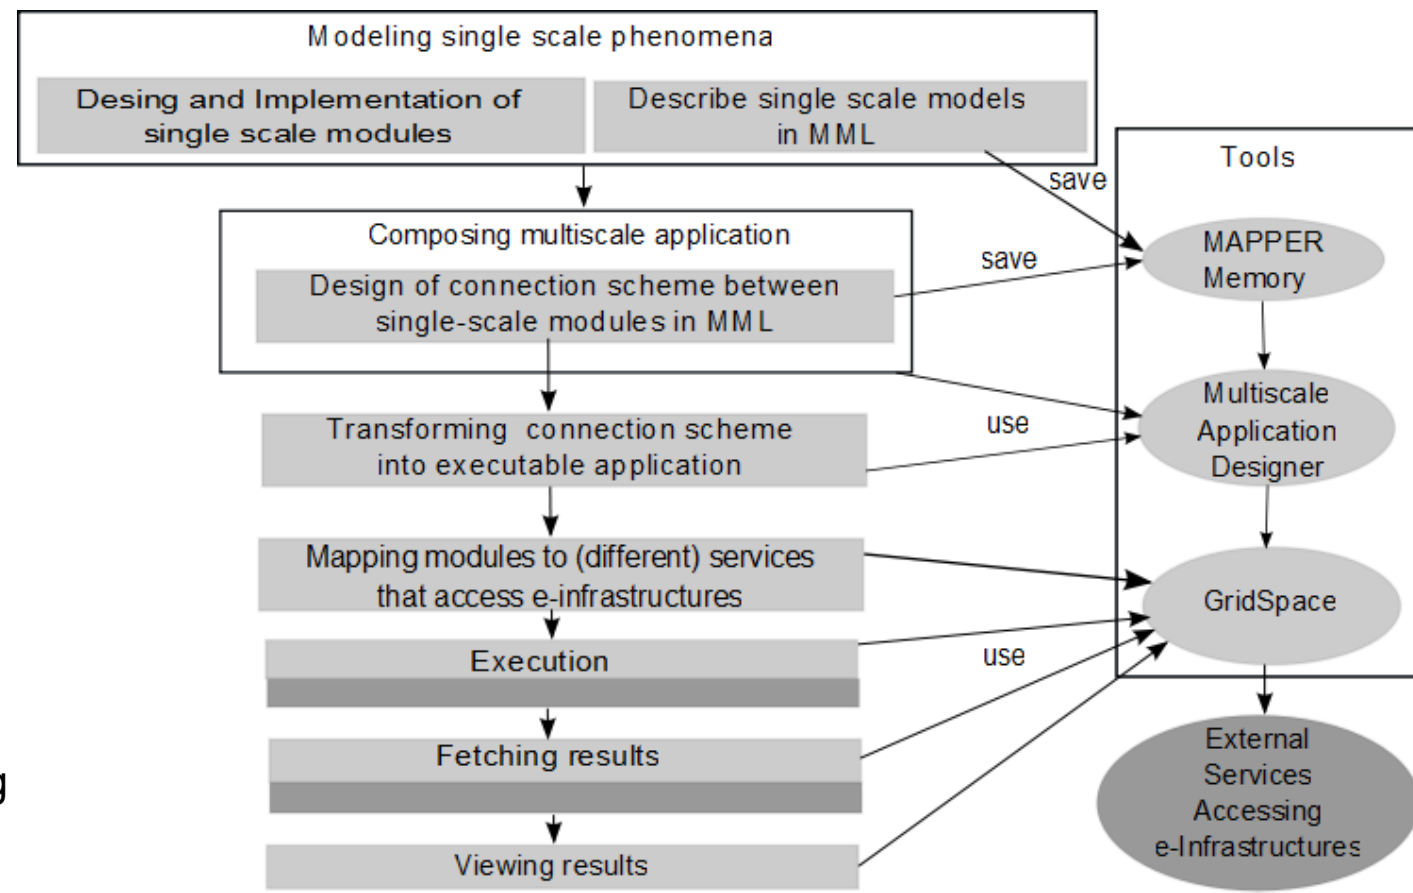 Modeling single scale phenomena
Desing and Implementation of
single scale modules
Describe single scale models
in MML
save
Tools
Composing multiscale application
Design of connection scheme between
single-scale modules in MML
save
MAPPER
Memory
Transforming connection scheme
into executable application
use
Multiscale
Application
Designer
Mapping modules to (different) services
that access e-infrastructures
GridSpace
Execution
use
Fetching results
Viewing results
External
Services
Accessing
e-Infrastructures
g